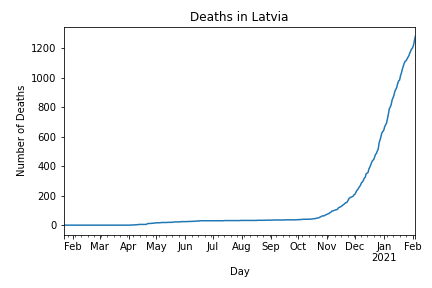 Deaths in Latvia
Number of Deaths
1200
1000
800
600
400
200
0
Feb Mar Apr May Jun Jul Aug Sep Oct Nov Dec Jan Feb
2021
Day